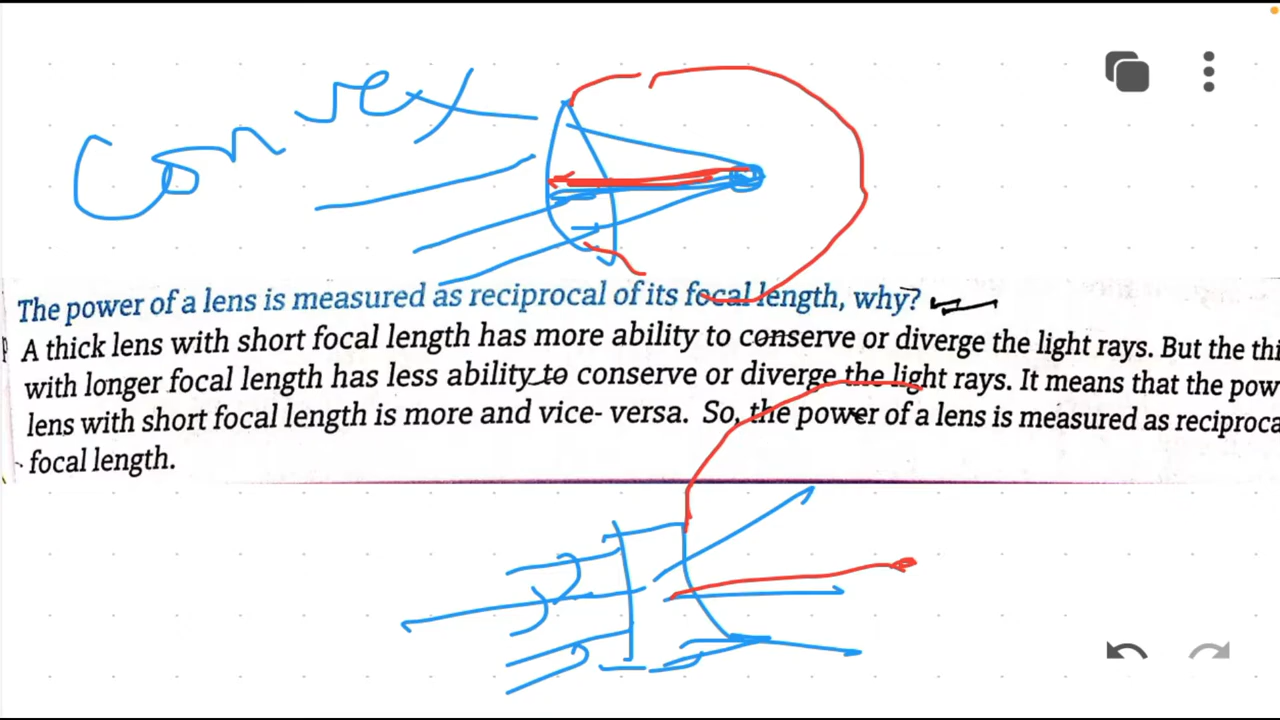 Convex
The power of a lens is measured as reciprocal of its focal length, why?
A thick lens with short focal length has more ability to conserve or diverge the light rays. But the thi
with longer focal length has less ability to conserve or diverge the light rays. It means that the pow
lens with short focal length is more and vice- versa. So, the power of a lens is measured as reciproca
focal length.